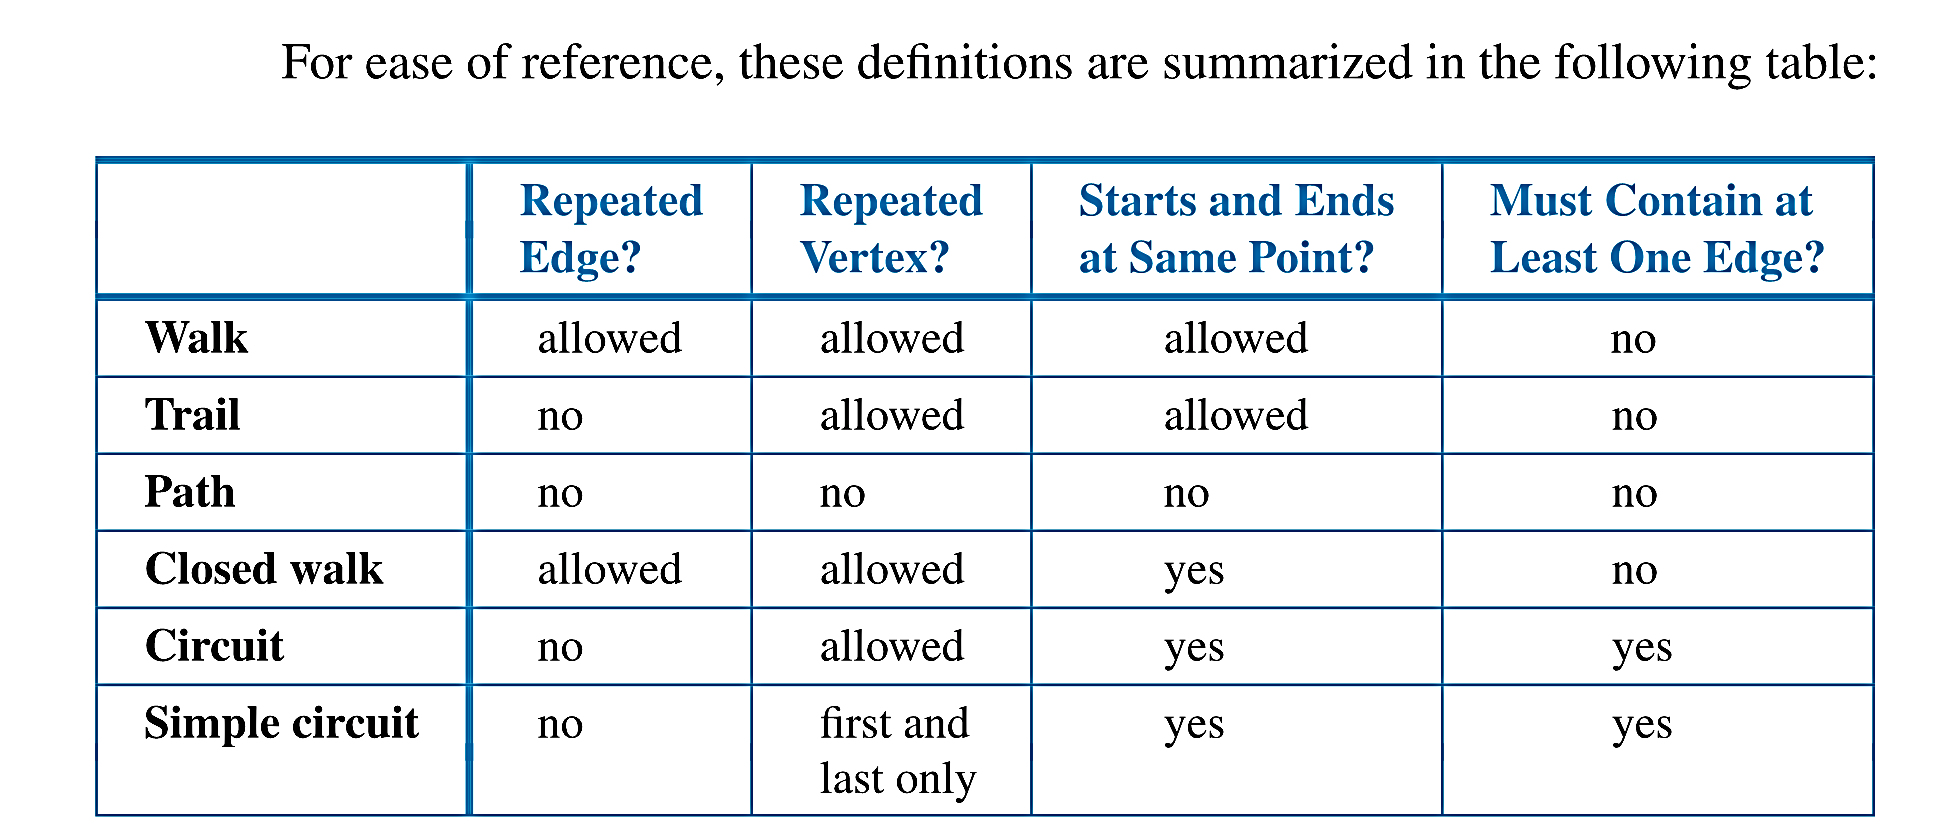 For ease of reference, these definitions are summarized in the following table:
Repeated Edge? Repeated Vertex? Starts and Ends at Same Point? Must Contain at Least One Edge?
Walk allowed allowed allowed no
Trail no allowed allowed no
Path no no no no
Closed walk allowed allowed yes no
Circuit no allowed yes yes
Simple circuit no first and last only yes yes